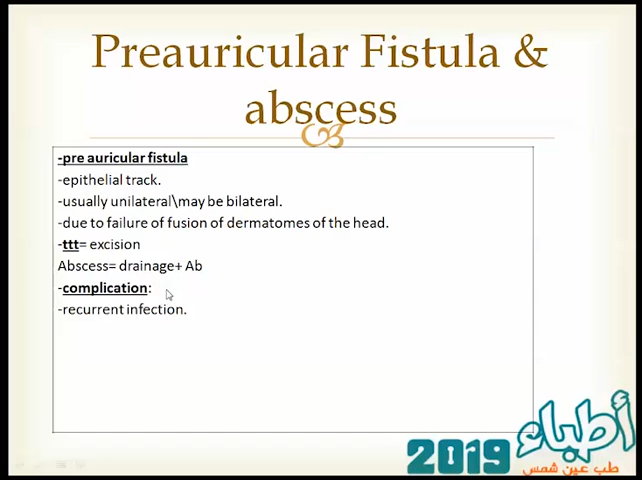 Preauricular Fistula &
abscess
-pre auricular fistula
-epithelial track.
-usually unilateral\may be bilateral.
-due to failure of fusion of dermatomes of the head.
-ttt= excision
Abscess= drainage+ Ab
-complication:
-recurrent infection.
أطباء
2019
طب عين شمس